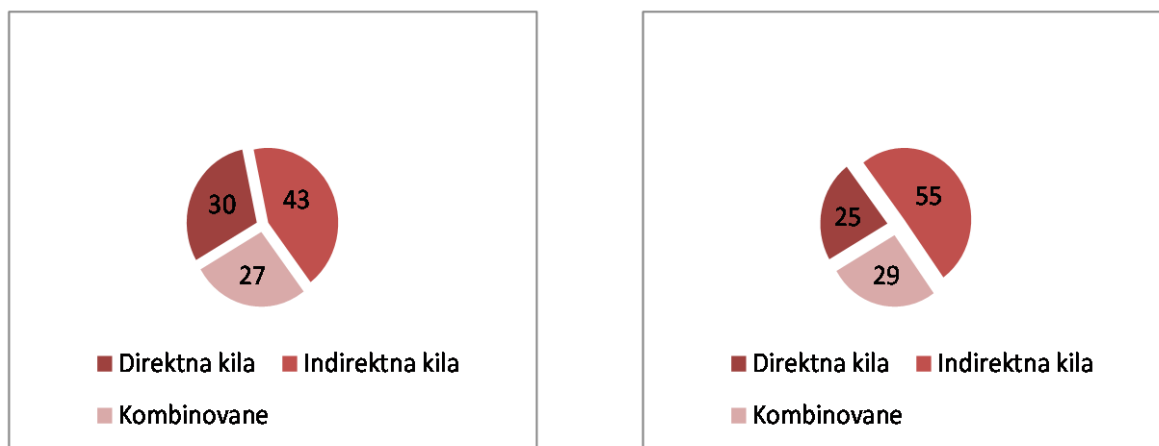 30
43
27
Direktna kila
Indirektna kila
Kombinovane
25
55
29
Direktna kila
Indirektna kila
Kombinovane